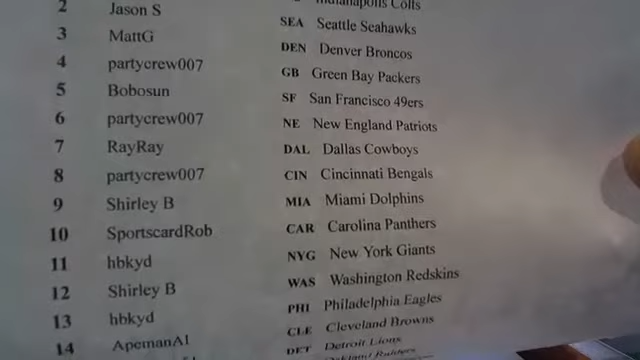 2 Jason S Indianapolis Colts
3 MattG SEA Seattle Seahawks
4 partycrew007 DEN Denver Broncos
5 Bobosun GB Green Bay Packers
6 partycrew007 SF San Francisco 49ers
7 RayRay NE New England Patriots
8 partycrew007 DAL Dallas Cowboys
9 Shirley B CIN Cincinnati Bengals
10 SportscardRob MIA Miami Dolphins
11 hbkyd CAR Carolina Panthers
12 Shirley B NYG New York Giants
13 hbkyd WAS Washington Redskins
14 ApemanAl PHI Philadelphia Eagles
CLE Cleveland Browns
DET Detroit Lions
Oakland Raiders